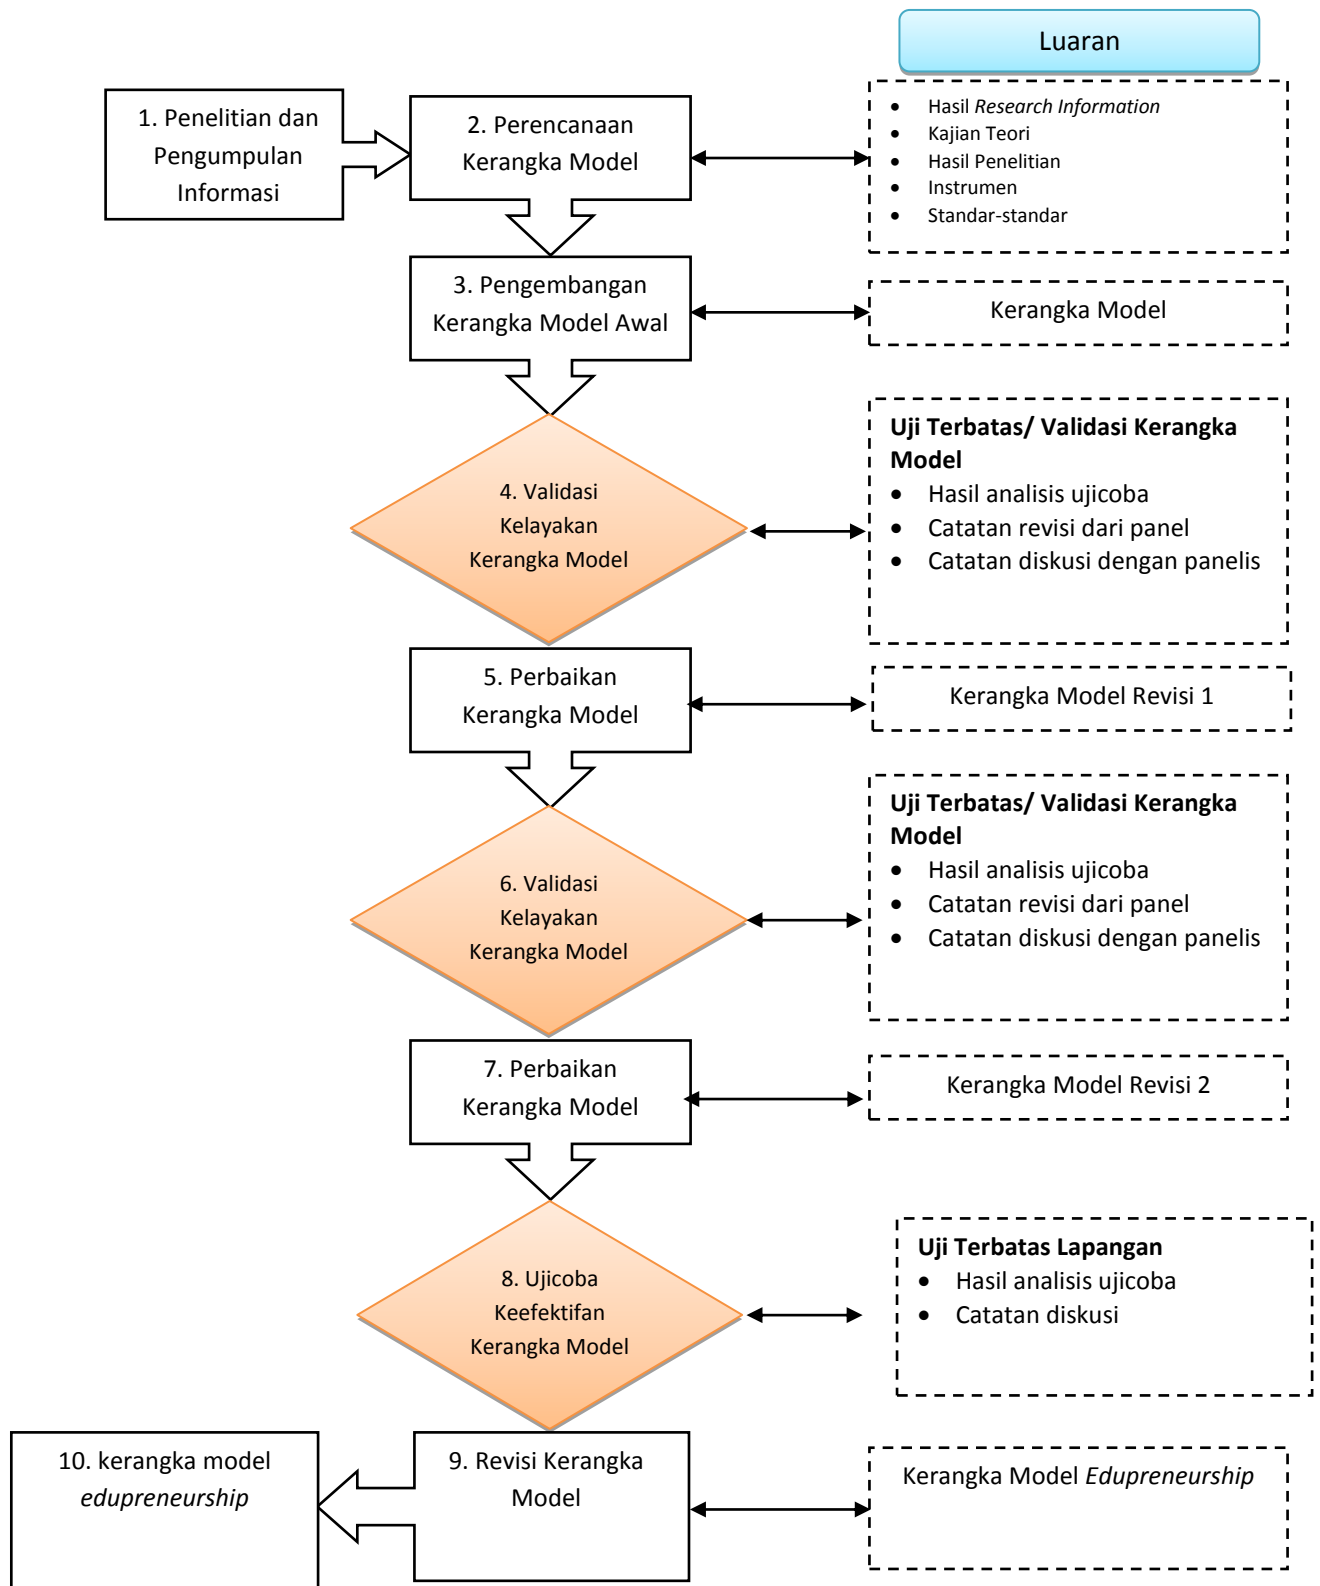 Luaran
1. Penelitian dan
Pengumpulan
Informasi
2. Perencanaan
Kerangka Model
• Hasil Research Information
• Kajian Teori
• Hasil Penelitian
• Instrumen
• Standar-standar
3. Pengembangan
Kerangka Model Awal
Kerangka Model
4. Validasi
Kelayakan
Kerangka Model
Uji Terbatas/ Validasi Kerangka
Model
• Hasil analisis ujicoba
• Catatan revisi dari panel
• Catatan diskusi dengan panelis
5. Perbaikan
Kerangka Model
Kerangka Model Revisi 1
6. Validasi
Kelayakan
Kerangka Model
Uji Terbatas/ Validasi Kerangka
Model
• Hasil analisis ujicoba
• Catatan revisi dari panel
• Catatan diskusi dengan panelis
7. Perbaikan
Kerangka Model
Kerangka Model Revisi 2
8. Ujicoba
Keefektifan
Kerangka Model
Uji Terbatas Lapangan
• Hasil analisis ujicoba
• Catatan diskusi
9. Revisi Kerangka
Model
Kerangka Model Edupreneurship
10. kerangka model
edupreneurship